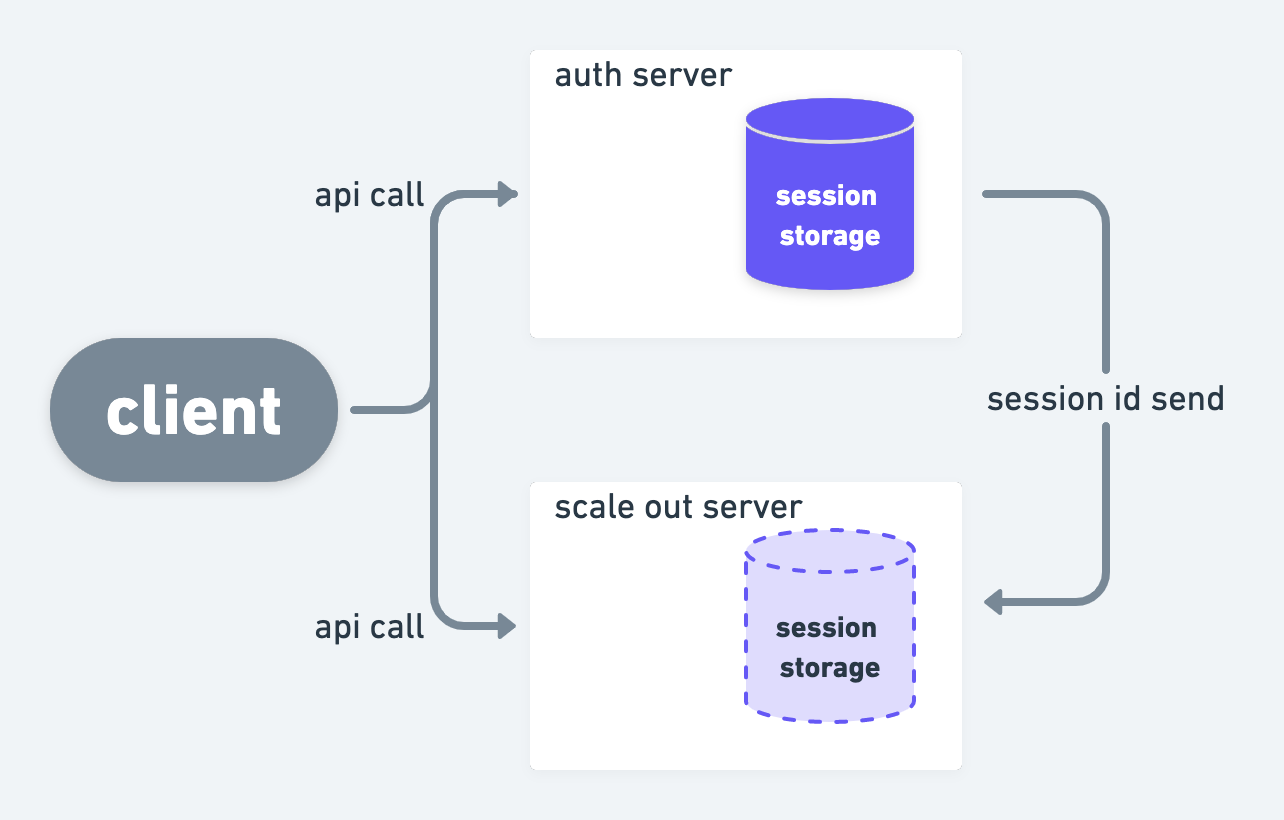 auth server
session
storage
api call
client
session id send
scale out server
session
storage
api call